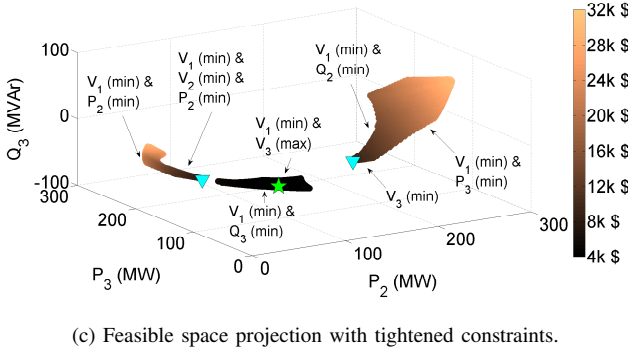 32k $
28k $
24k $
20k $
16k $
12k $
8k $
4k $
Q3 (MVAr)
100
0
-100
V1 (min) &
P2 (min)
V1 (min) &
V2 (min) &
P2 (min)
V1 (min) &
V3 (max)
V1 (min) &
Q2 (min)
V1 (min) &
P3 (min)
V3 (min)
V1 (min) &
Q3 (min)
300
200
100
0
P3 (MW)
0
100
200
300
P2 (MW)
(c) Feasible space projection with tightened constraints.